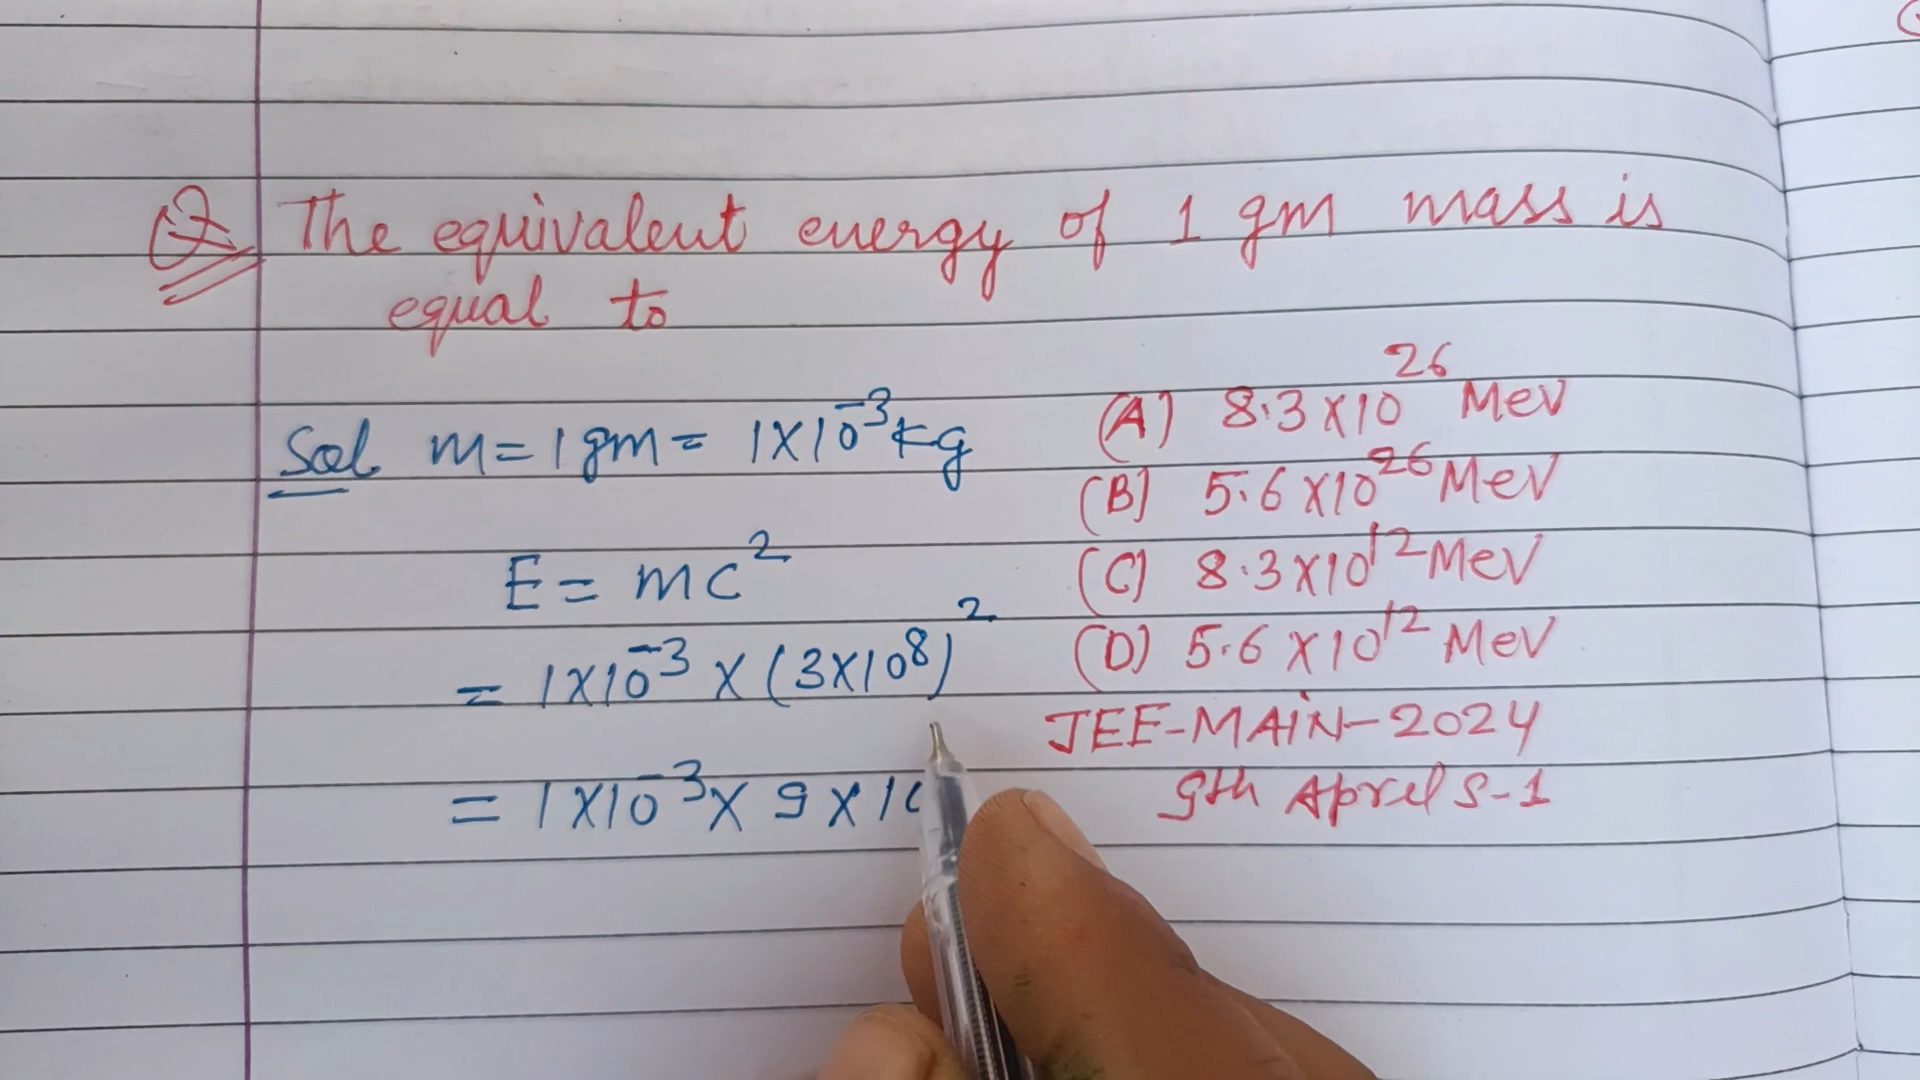 Q The equivalent energy of 1 gm mass is
equal to
Sol m = 1 gm = 1×10⁻³ kg
E = mc²
= 1×10⁻³ × (3×10⁸)²
= 1×10⁻³ × 9 × 10
(A) 8.3 ×10²⁶ MeV
(B) 5.6 ×10²⁶ MeV
(C) 8.3 ×10¹² MeV
(D) 5.6 ×10¹² MeV
JEE-MAiN-2024
9th April S-1